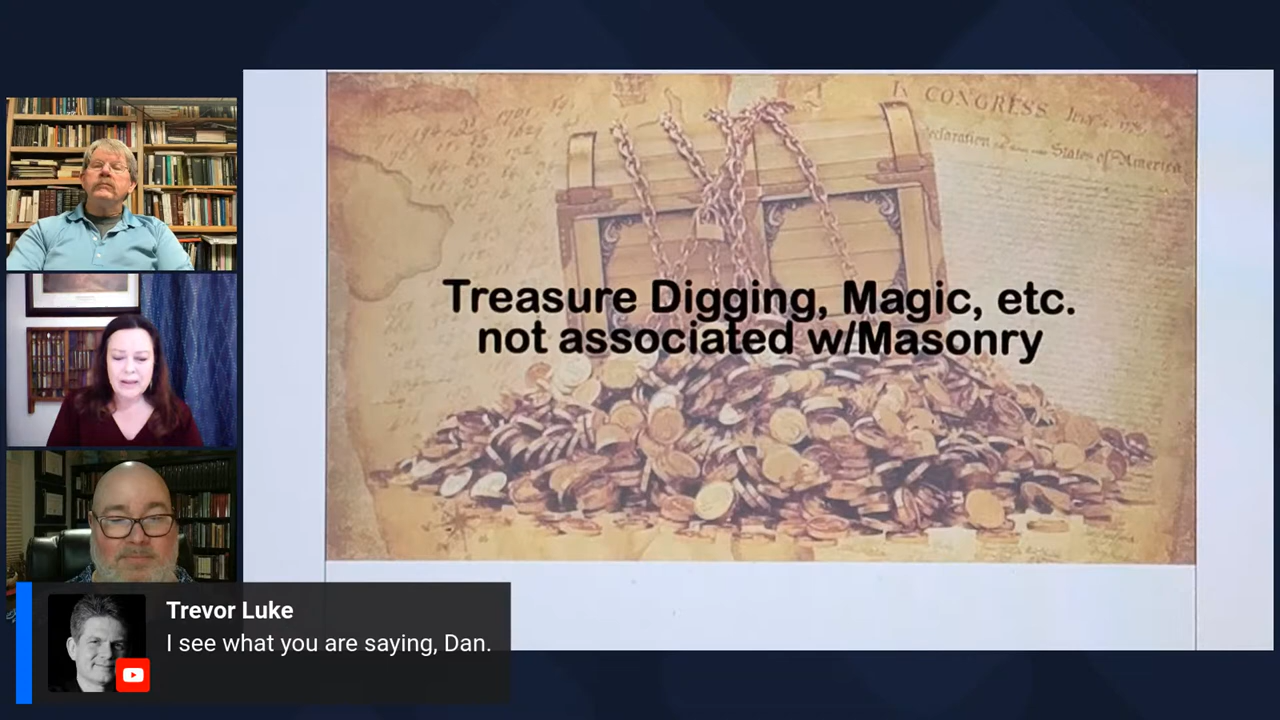 IN CONGRESS
States of America
Treasure Digging, Magic, etc.
not associated w/Masonry
Trevor Luke
I see what you are saying, Dan.